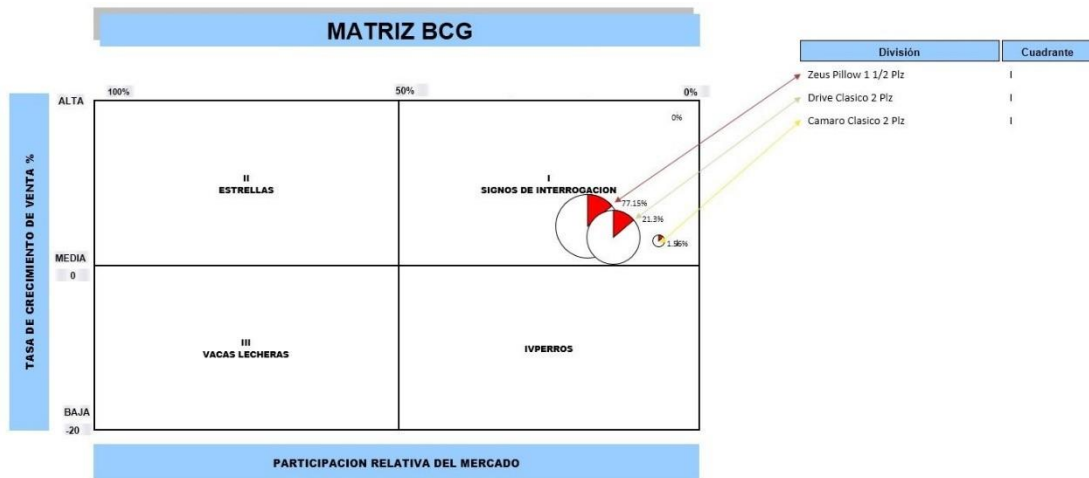 MATRIZ BCG
División Cuadrante
Zeus Pillow 1 1/2 Plz I
Drive Clasico 2 Plz I
Camaro Clasico 2 Plz I
100% 50% 0%
ALTA
0%
II
ESTRELLAS
I
SIGNOS DE INTERROGACION
77.15%
21.3%
1.56%
MEDIA
0
III
VACAS LECHERAS
IVPERROS
BAJA
-20
TASA DE CRECIMIENTO DE VENTA %
PARTICIPACION RELATIVA DEL MERCADO